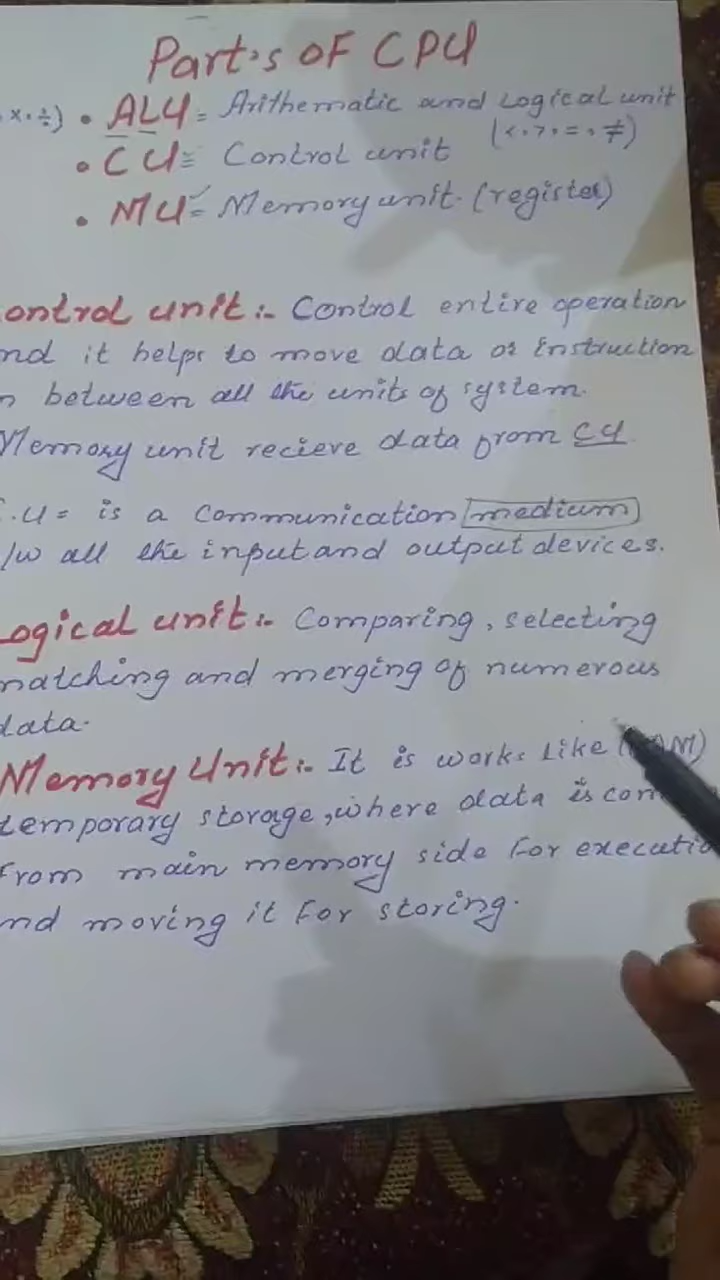 Part's OF CPU
x . ÷) • ALU = Arithematic and Logical unit
(< . > . = . ≠)
• CU = Control unit
• MU = Memory unit. (register)
ontrol unit :- Control entire operation
nd it helps to move data or instruction
n between all the units of system.
Memory unit recieve data from CU
.U = is a communication medium
/w all the input and output devices.
ogical unit :- Comparing, selecting
matching and merging of numerous
data.
Memory Unit :- It is works like
temporary storage, where data is com
From main memory side for executio
nd moving it for storing.